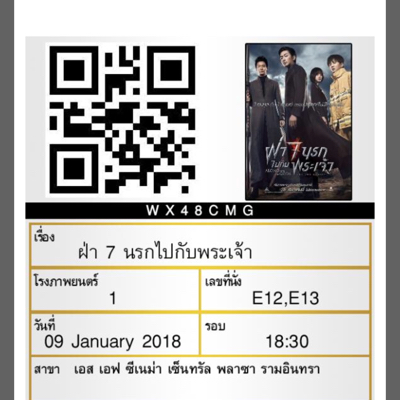 ฝ่า 7 นรก
ไปกับพระเจ้า
WX48CMG
เรื่อง
ฝ่า 7 นรกไปกับพระเจ้า
โรงภาพยนตร์ เลขที่นั่ง
1 E12,E13
วันที่ รอบ
09 January 2018 18:30
สาขา เอส เอฟ ซีเนม่า เซ็นทรัล พลาซา รามอินทรา